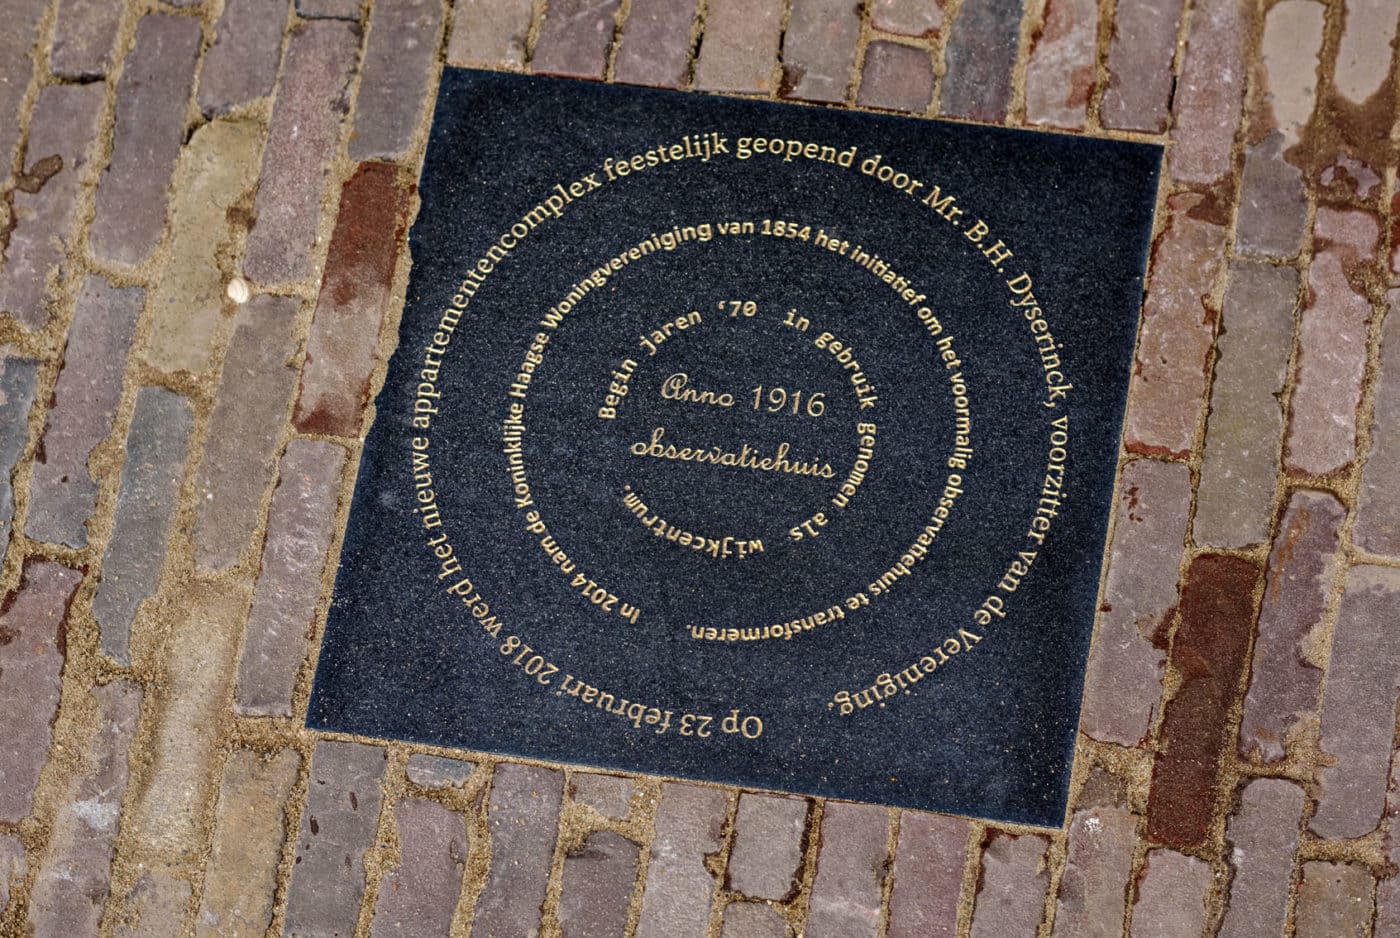 Anno 1916
observatiehuis
Begin jaren ‘70 in gebruik genomen als wijkcentrum.
In 2014 nam de Koninklijke Haagse Woningvereniging van 1854 het initiatief om het voormalig observatiehuis te transformeren.
Op 23 februari 2018 werd het nieuwe appartementencomplex feestelijk geopend door Mr. B.H. Dyserinck, voorzitter van de Vereniging.